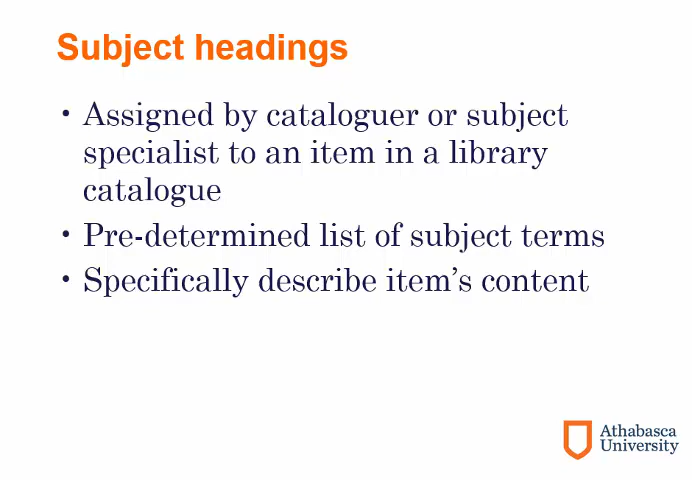 Subject headings
• Assigned by cataloguer or subject
specialist to an item in a library
catalogue
• Pre-determined list of subject terms
• Specifically describe item's content
Athabasca
University